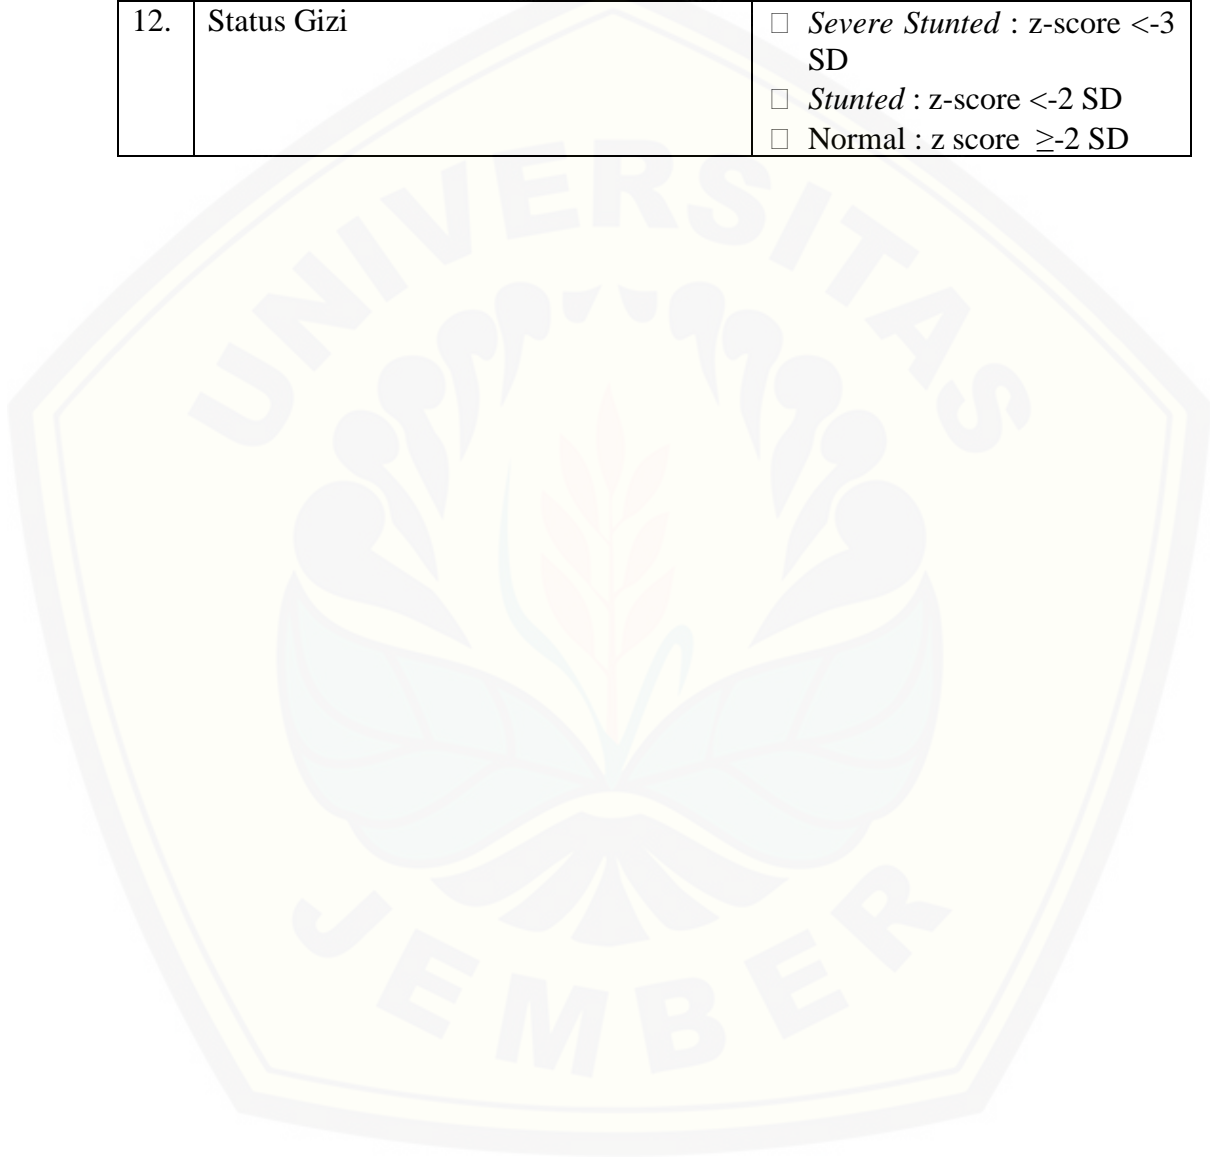 12. Status Gizi □ Severe Stunted : z-score <-3
SD
□ Stunted : z-score <-2 SD
□ Normal : z score ≥-2 SD
UNIVERSITAS
JEMBER